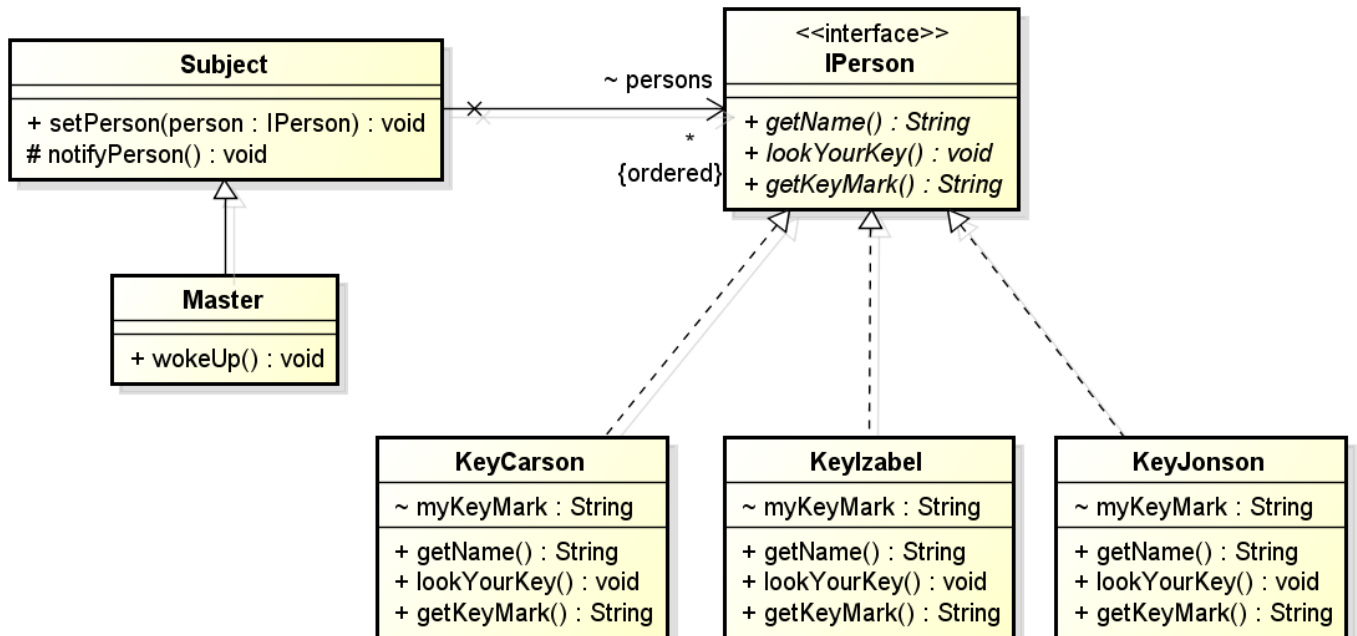 Subject
+ setPerson(person : IPerson) : void
# notifyPerson() : void
~ persons
*
{ordered}
<<interface>>
IPerson
+ getName() : String
+ lookYourKey() : void
+ getKeyMark() : String
Master
+ wokeUp() : void
KeyCarson
~ myKeyMark : String
+ getName() : String
+ lookYourKey() : void
+ getKeyMark() : String
KeyIzabel
~ myKeyMark : String
+ getName() : String
+ lookYourKey() : void
+ getKeyMark() : String
KeyJonson
~ myKeyMark : String
+ getName() : String
+ lookYourKey() : void
+ getKeyMark() : String